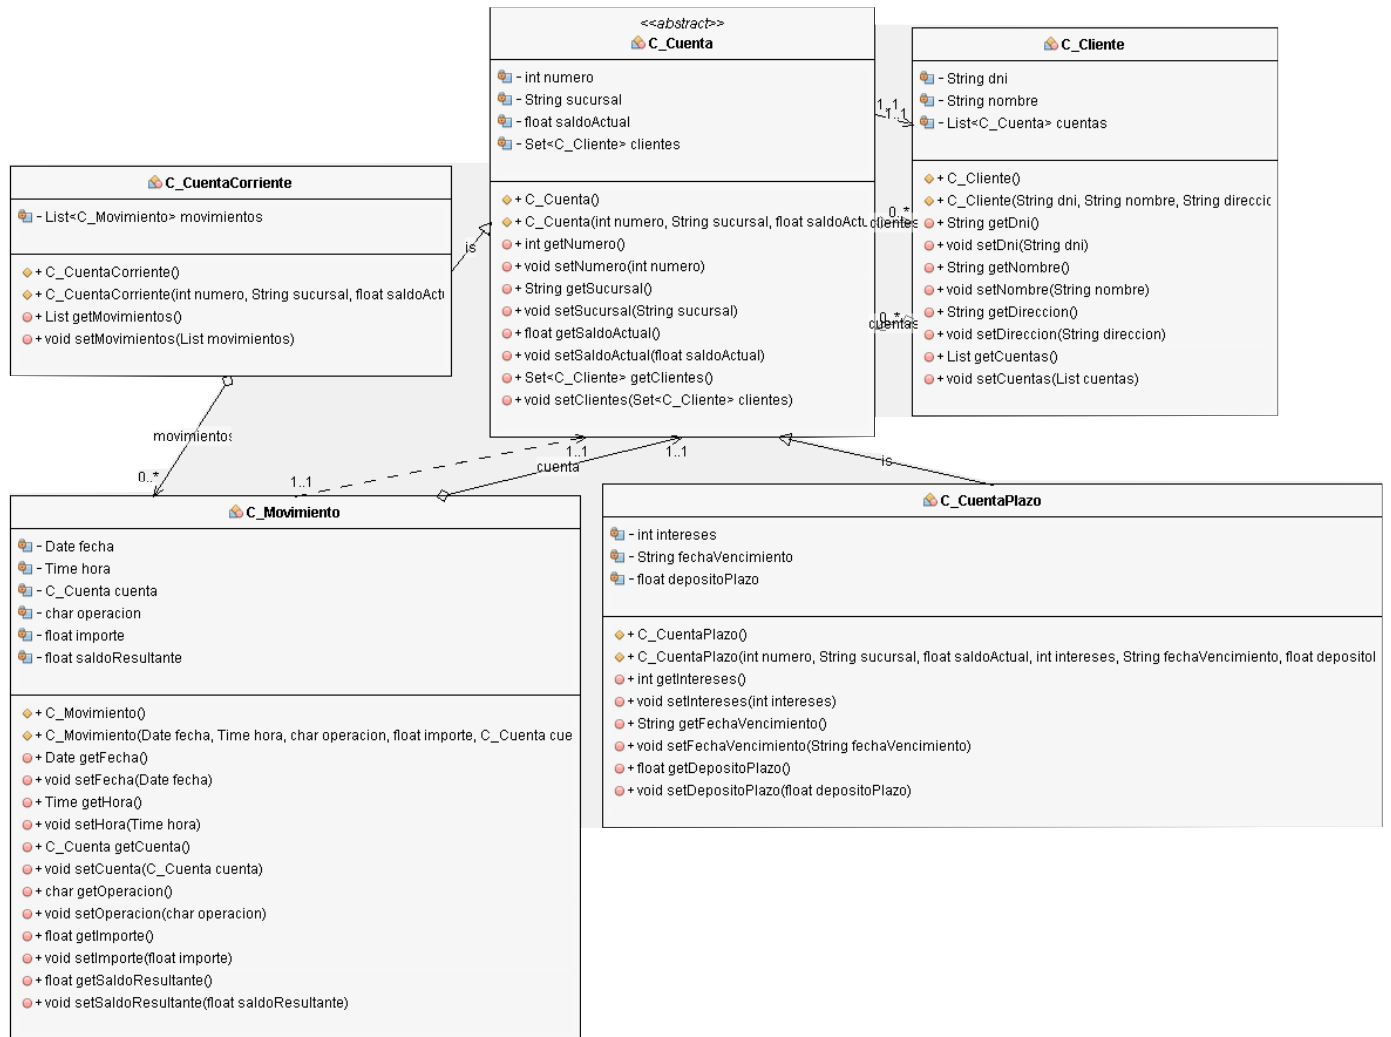 <<abstract>>
C_Cuenta
- int numero
- String sucursal
- float saldoActual
- Set<C_Cliente> clientes
+ C_Cuenta()
+ C_Cuenta(int numero, String sucursal, float saldoActu
+ int getNumero()
+ void setNumero(int numero)
+ String getSucursal()
+ void setSucursal(String sucursal)
+ float getSaldoActual()
+ void setSaldoActual(float saldoActual)
+ Set<C_Cliente> getClientes()
+ void setClientes(Set<C_Cliente> clientes)
1..1
1..1
0..*
clientes
0..*
cuentas
C_Cliente
- String dni
- String nombre
- List<C_Cuenta> cuentas
+ C_Cliente()
+ C_Cliente(String dni, String nombre, String direccic
+ String getDni()
+ void setDni(String dni)
+ String getNombre()
+ void setNombre(String nombre)
+ String getDireccion()
+ void setDireccion(String direccion)
+ List getCuentas()
+ void setCuentas(List cuentas)
C_CuentaCorriente
- List<C_Movimiento> movimientos
+ C_CuentaCorriente()
+ C_CuentaCorriente(int numero, String sucursal, float saldoActu
+ List getMovimientos()
+ void setMovimientos(List movimientos)
is
movimientos
0..*
1..1
1..1
cuenta
1..1
is
C_Movimiento
- Date fecha
- Time hora
- C_Cuenta cuenta
- char operacion
- float importe
- float saldoResultante
+ C_Movimiento()
+ C_Movimiento(Date fecha, Time hora, char operacion, float importe, C_Cuenta cue
+ Date getFecha()
+ void setFecha(Date fecha)
+ Time getHora()
+ void setHora(Time hora)
+ C_Cuenta getCuenta()
+ void setCuenta(C_Cuenta cuenta)
+ char getOperacion()
+ void setOperacion(char operacion)
+ float getImporte()
+ void setImporte(float importe)
+ float getSaldoResultante()
+ void setSaldoResultante(float saldoResultante)
C_CuentaPlazo
- int intereses
- String fechaVencimiento
- float depositoPlazo
+ C_CuentaPlazo()
+ C_CuentaPlazo(int numero, String sucursal, float saldoActual, int intereses, String fechaVencimiento, float depositol
+ int getIntereses()
+ void setIntereses(int intereses)
+ String getFechaVencimiento()
+ void setFechaVencimiento(String fechaVencimiento)
+ float getDepositoPlazo()
+ void setDepositoPlazo(float depositoPlazo)